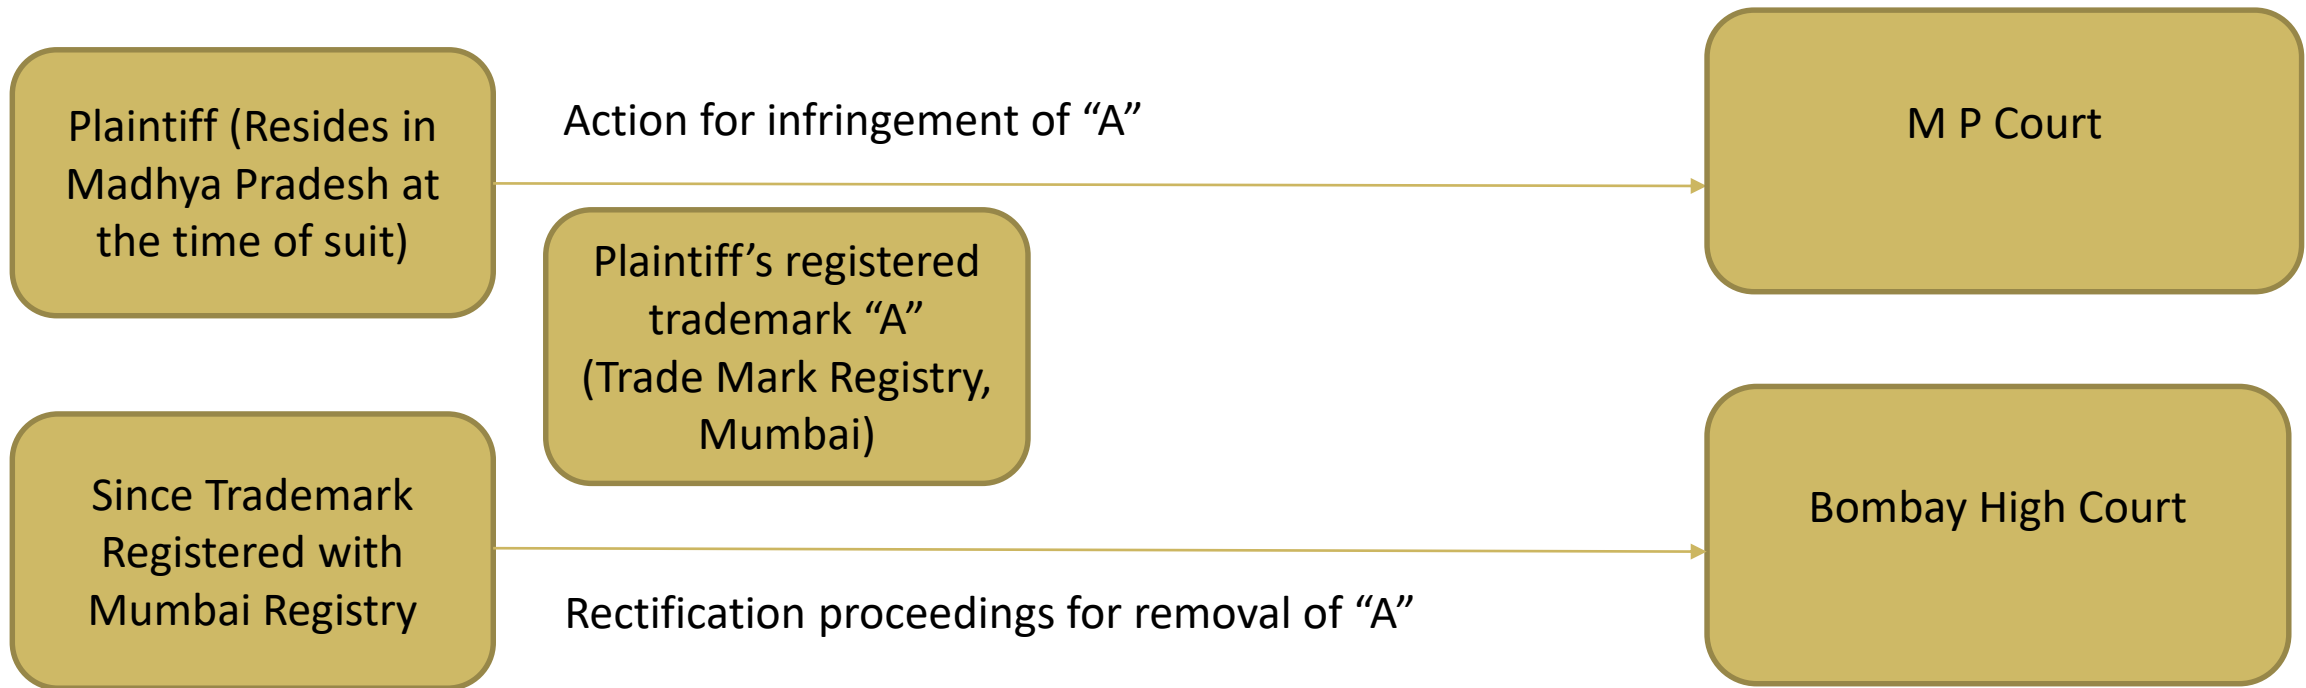 Plaintiff (Resides in
Madhya Pradesh at
the time of suit)
Action for infringement of “A”
M P Court
Plaintiff’s registered
trademark “A”
(Trade Mark Registry,
Mumbai)
Since Trademark
Registered with
Mumbai Registry
Rectification proceedings for removal of “A”
Bombay High Court